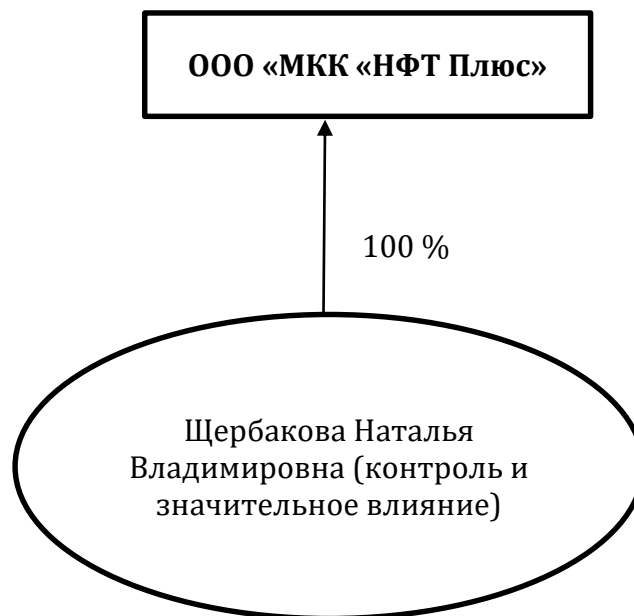 ООО «МКК «НФТ Плюс»
100 %
Щербакова Наталья
Владимировна (контроль и
значительное влияние)